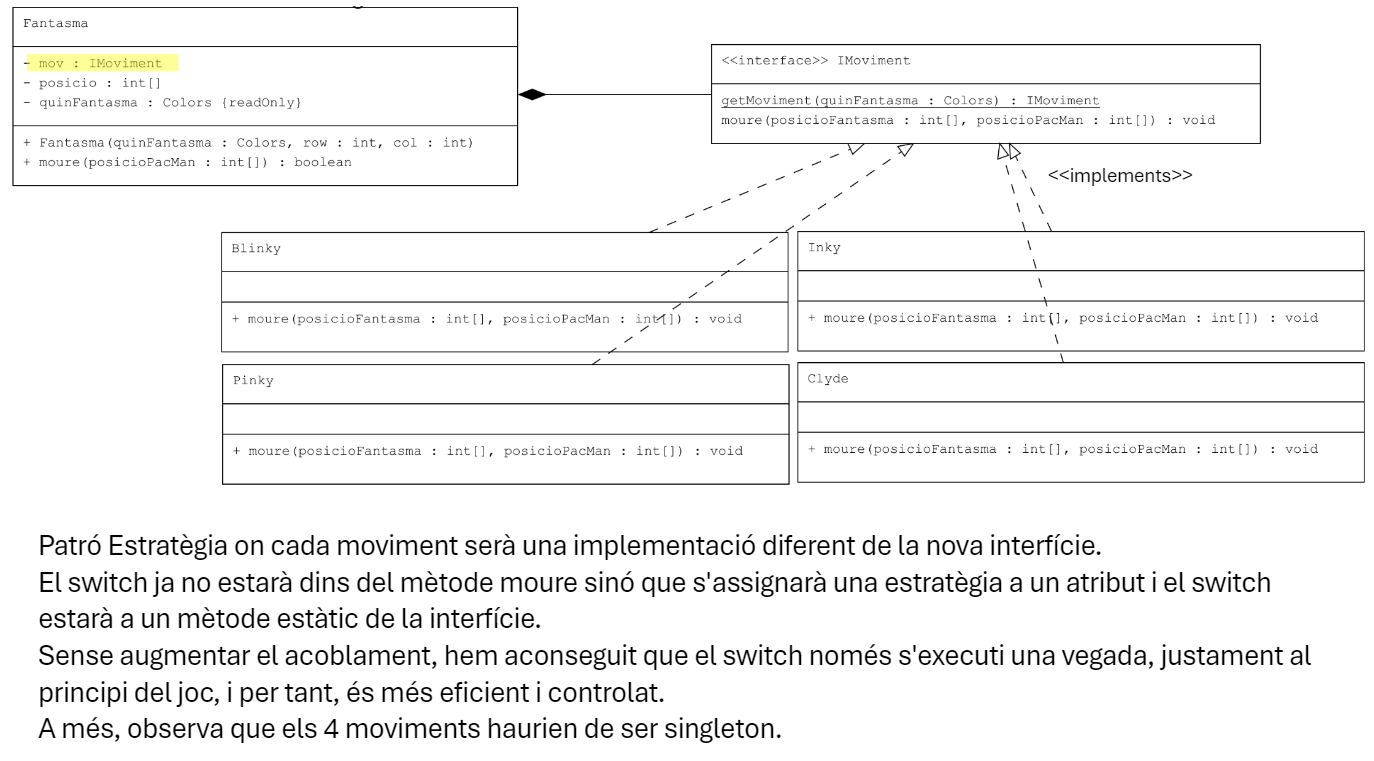 Fantasma
- mov : IMoviment
- posicio : int[]
- quinFantasma : Colors {readOnly}
+ Fantasma(quinFantasma : Colors, row : int, col : int)
+ moure(posicioPacMan : int[]) : boolean
<<interface>> IMoviment
getMoviment(quinFantasma : Colors) : IMoviment
moure(posicioFantasma : int[], posicioPacMan : int[]) : void
<<implements>>
Blinky
+ moure(posicioFantasma : int[], posicioPacMan : int[]) : void
Inky
+ moure(posicioFantasma : int[], posicioPacMan : int[]) : void
Pinky
+ moure(posicioFantasma : int[], posicioPacMan : int[]) : void
Clyde
+ moure(posicioFantasma : int[], posicioPacMan : int[]) : void
Patró Estratègia on cada moviment serà una implementació diferent de la nova interfície.
El switch ja no estarà dins del mètode moure sinó que s'assignarà una estratègia a un atribut i el switch
estarà a un mètode estàtic de la interfície.
Sense augmentar el acoblament, hem aconseguit que el switch només s'executi una vegada, justament al
principi del joc, i per tant, és més eficient i controlat.
A més, observa que els 4 moviments haurien de ser singleton.